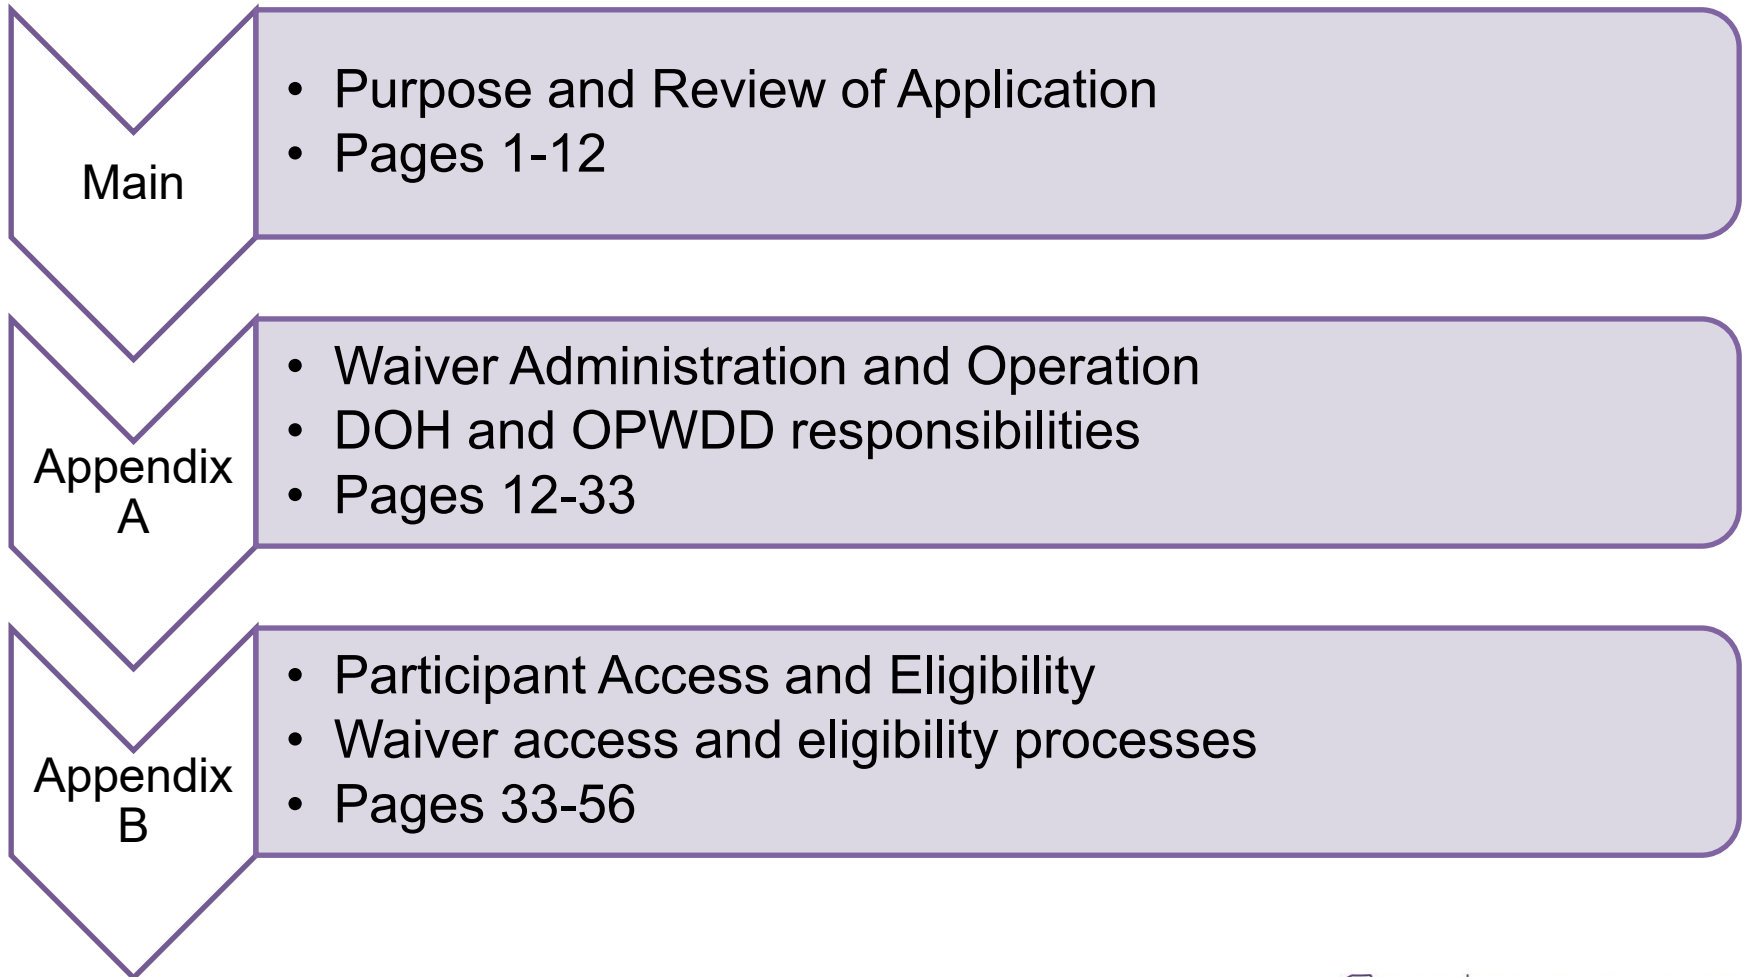 Main
• Purpose and Review of Application
• Pages 1-12
Appendix
A
• Waiver Administration and Operation
• DOH and OPWDD responsibilities
• Pages 12-33
Appendix
B
• Participant Access and Eligibility
• Waiver access and eligibility processes
• Pages 33-56